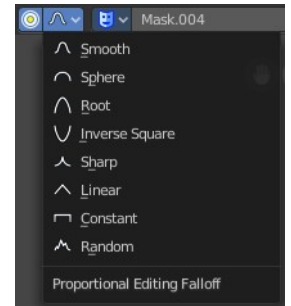 Mask.004
Smooth
Sphere
Root
Inverse Square
Sharp
Linear
Constant
Random
Proportional Editing Falloff